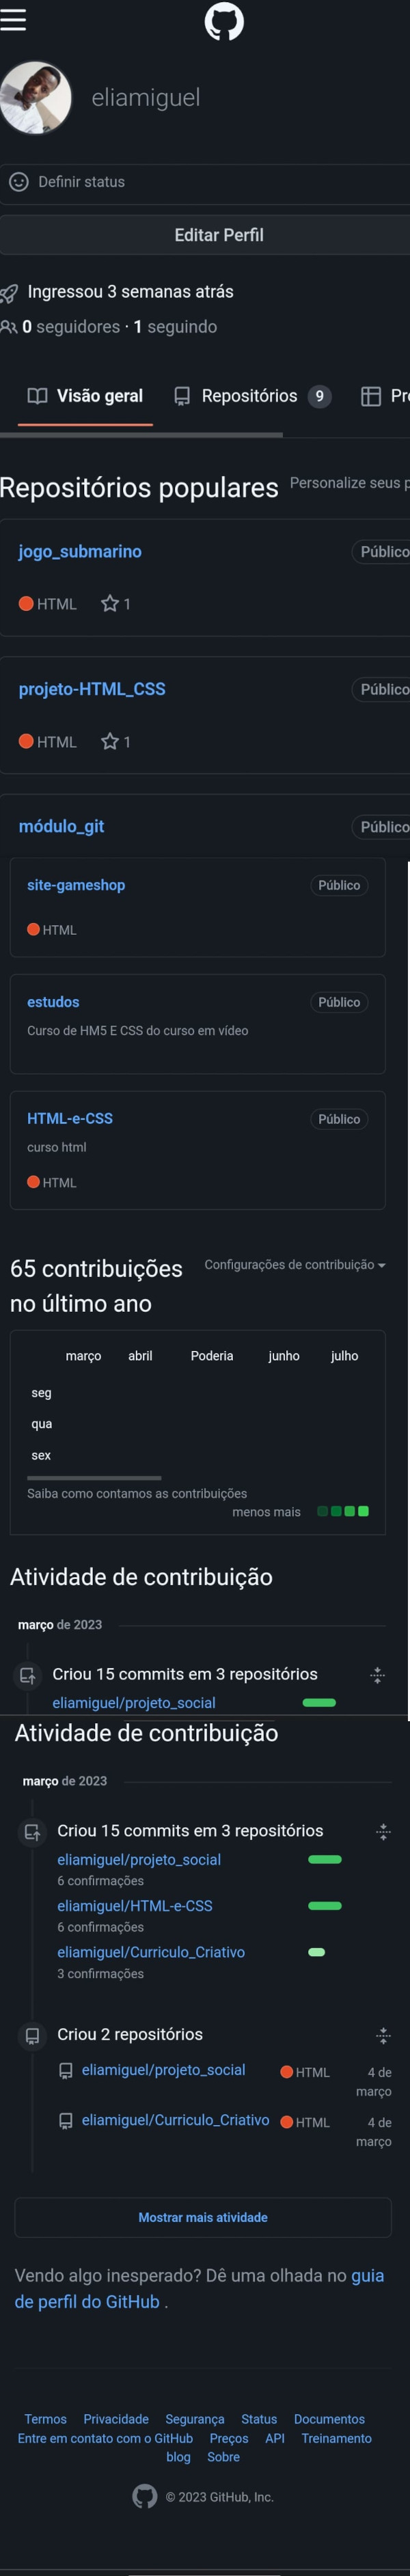 eliamiguel
Definir status
Editar Perfil
Ingressou 3 semanas atrás
0 seguidores · 1 seguindo
Visão geral Repositórios 9 Pr
Repositórios populares Personalize seus p
jogo_submarino Público
HTML 1
projeto-HTML_CSS Público
HTML 1
módulo_git Público
site-gameshop Público
HTML
estudos Público
Curso de HM5 E CSS do curso em vídeo
HTML-e-CSS Público
curso html
HTML
65 contribuições Configurações de contribuição
no último ano
março abril Poderia junho julho
seg
qua
sex
Saiba como contamos as contribuições
menos mais
Atividade de contribuição
março de 2023
Criou 15 commits em 3 repositórios
eliamiguel/projeto_social
Atividade de contribuição
março de 2023
Criou 15 commits em 3 repositórios
eliamiguel/projeto_social
6 confirmações
eliamiguel/HTML-e-CSS
6 confirmações
eliamiguel/Curriculo_Criativo
3 confirmações
Criou 2 repositórios
eliamiguel/projeto_social HTML 4 de
março
eliamiguel/Curriculo_Criativo HTML 4 de
março
Mostrar mais atividade
Vendo algo inesperado? Dê uma olhada no guia
de perfil do GitHub .
Termos Privacidade Segurança Status Documentos
Entre em contato com o GitHub Preços API Treinamento
blog Sobre
© 2023 GitHub, Inc.